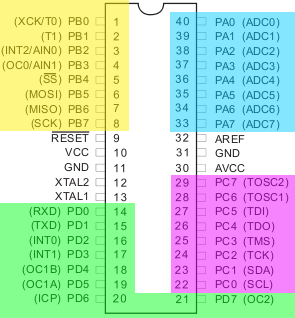 (XCK/T0) PB0 1 40 PA0 (ADC0)
(T1) PB1 2 39 PA1 (ADC1)
(INT2/AIN0) PB2 3 38 PA2 (ADC2)
(OC0/AIN1) PB3 4 37 PA3 (ADC3)
(SS) PB4 5 36 PA4 (ADC4)
(MOSI) PB5 6 35 PA5 (ADC5)
(MISO) PB6 7 34 PA6 (ADC6)
(SCK) PB7 8 33 PA7 (ADC7)
RESET 9 32 AREF
VCC 10 31 GND
GND 11 30 AVCC
XTAL2 12 29 PC7 (TOSC2)
XTAL1 13 28 PC6 (TOSC1)
(RXD) PD0 14 27 PC5 (TDI)
(TXD) PD1 15 26 PC4 (TDO)
(INT0) PD2 16 25 PC3 (TMS)
(INT1) PD3 17 24 PC2 (TCK)
(OC1B) PD4 18 23 PC1 (SDA)
(OC1A) PD5 19 22 PC0 (SCL)
(ICP) PD6 20 21 PD7 (OC2)